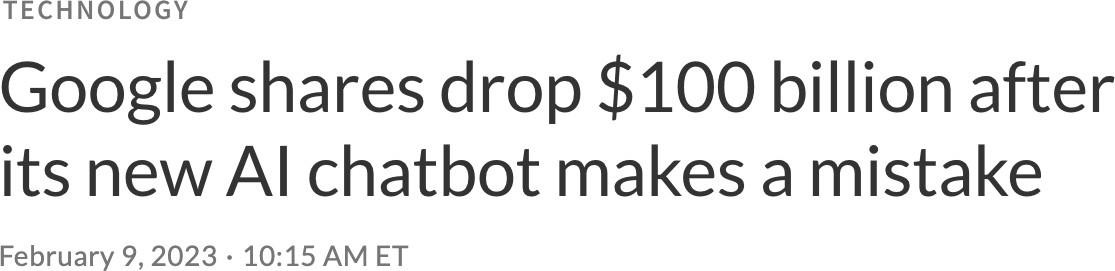 TECHNOLOGY
Google shares drop $100 billion after
its new AI chatbot makes a mistake
February 9, 2023 · 10:15 AM ET